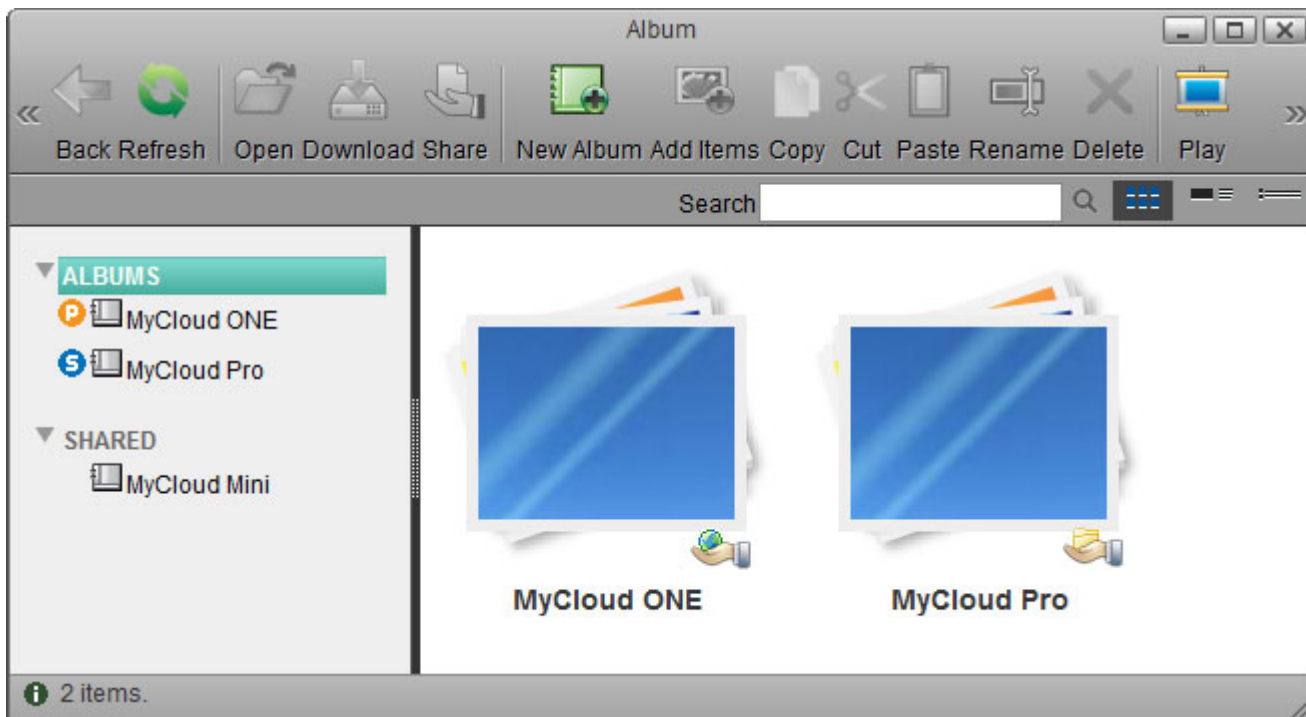 Album
Back Refresh Open Download Share New Album Add Items Copy Cut Paste Rename Delete Play
Search
ALBUMS
P MyCloud ONE
S MyCloud Pro
SHARED
MyCloud Mini
MyCloud ONE MyCloud Pro
2 items.